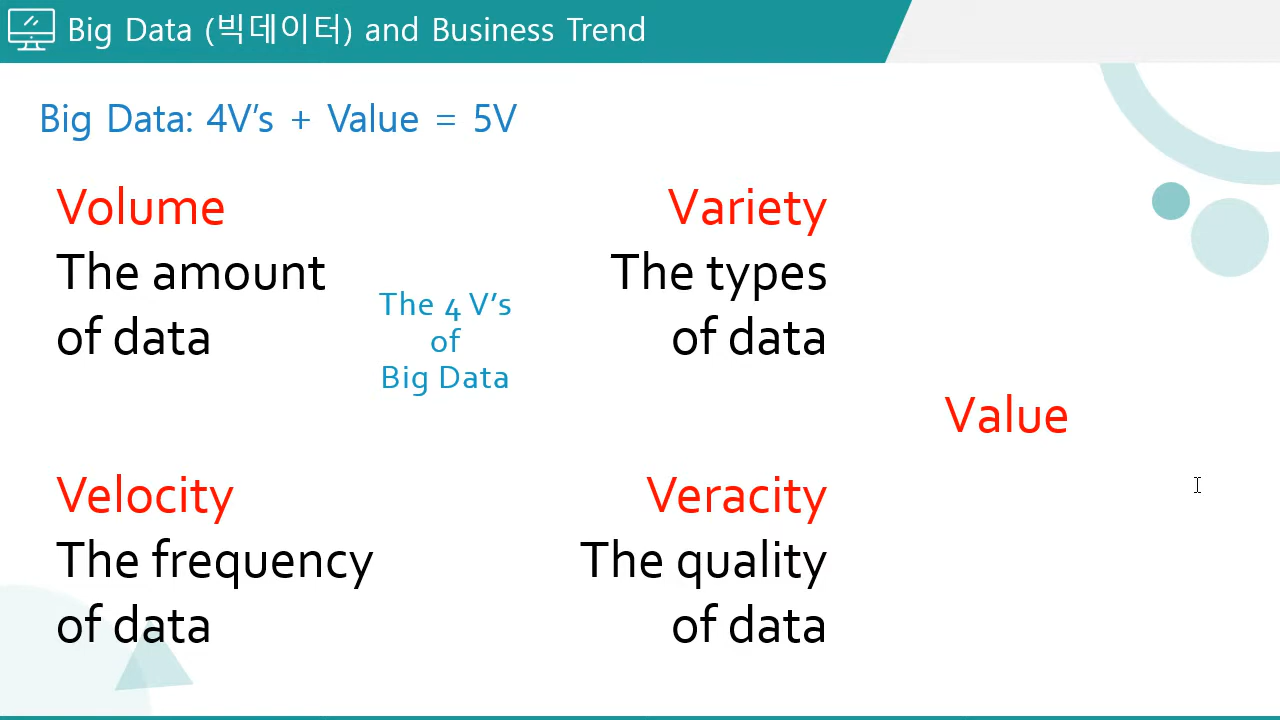 Big Data (빅데이터) and Business Trend
Big Data: 4V's + Value = 5V
Volume
The amount
of data
The 4 V's
of
Big Data
Variety
The types
of data
Value
Velocity
The frequency
of data
Veracity
The quality
of data